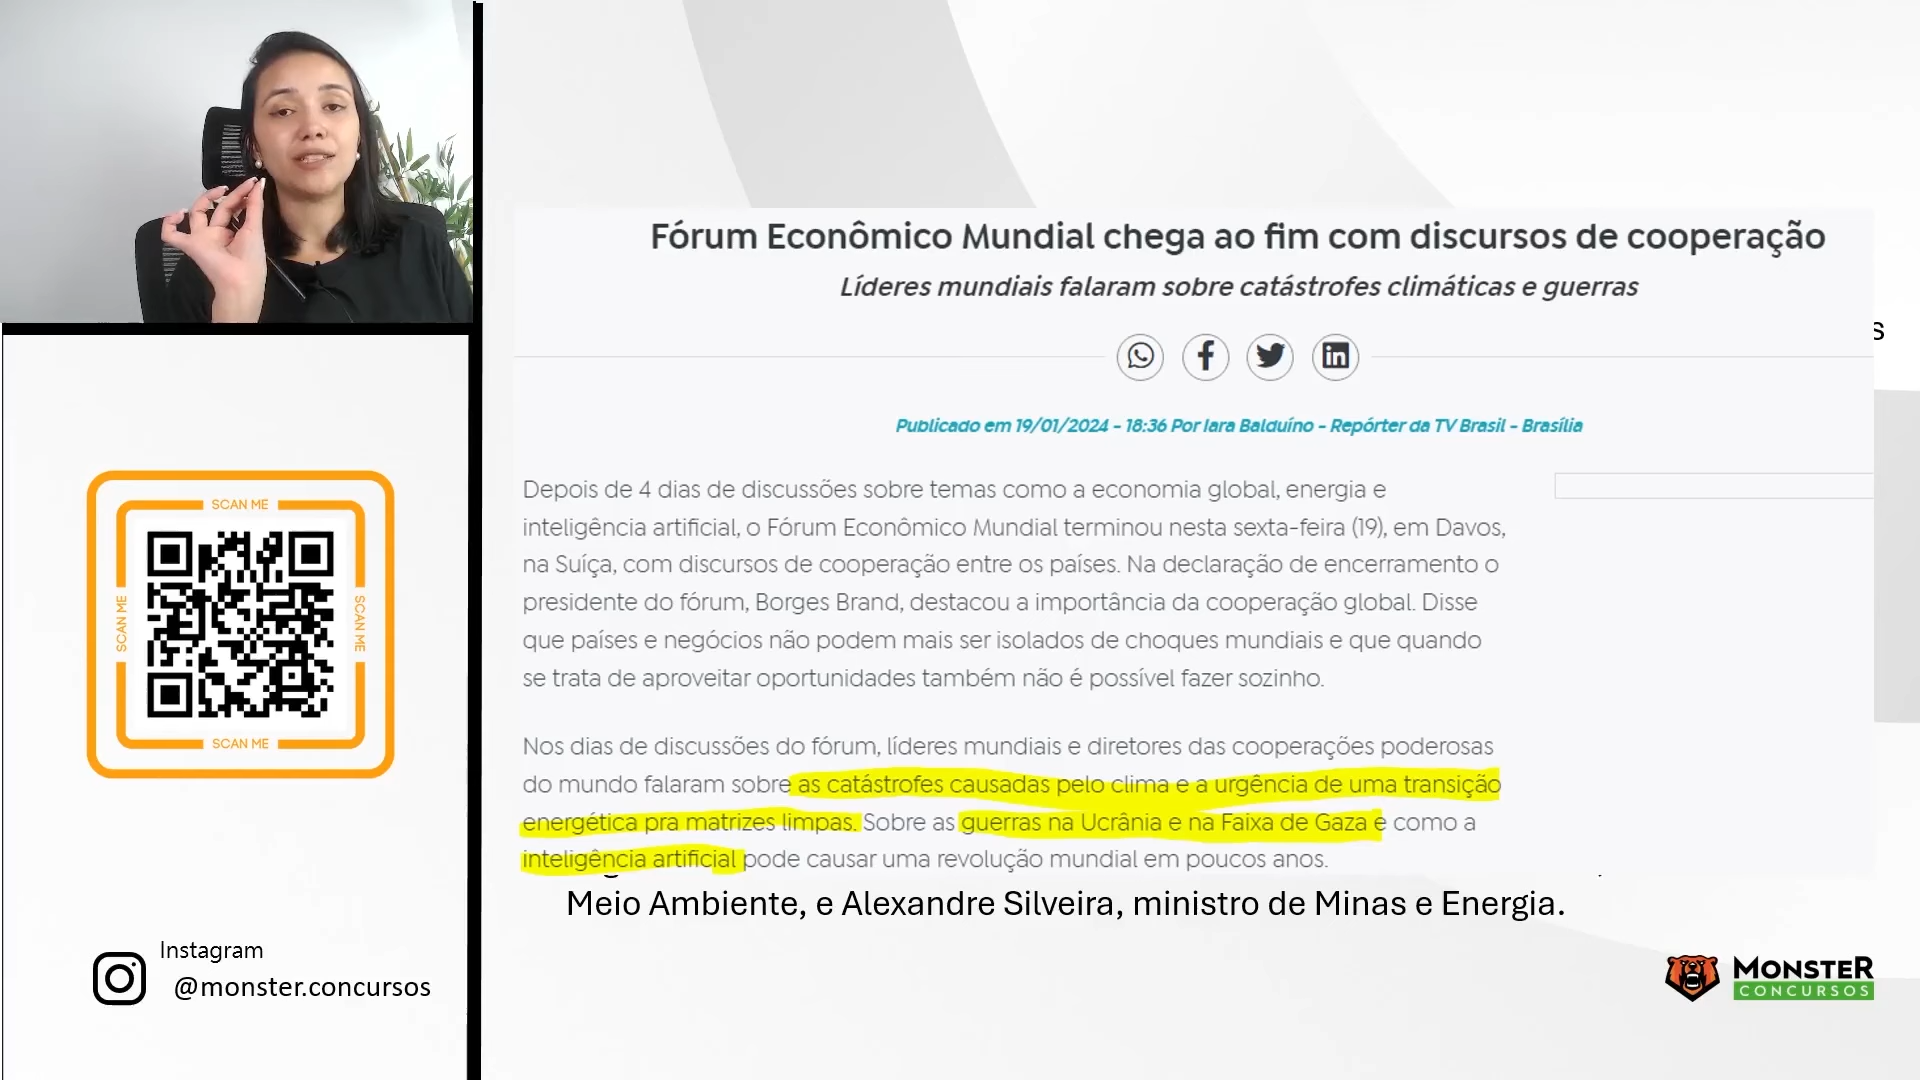 Fórum Econômico Mundial chega ao fim com discursos de cooperação
Líderes mundiais falaram sobre catástrofes climáticas e guerras
s
Publicado em 19/01/2024 - 18:36 Por Iara Balduíno - Repórter da TV Brasil - Brasília
Depois de 4 dias de discussões sobre temas como a economia global, energia e
inteligência artificial, o Fórum Econômico Mundial terminou nesta sexta-feira (19), em Davos,
na Suíça, com discursos de cooperação entre os países. Na declaração de encerramento o
presidente do fórum, Borges Brand, destacou a importância da cooperação global. Disse
que países e negócios não podem mais ser isolados de choques mundiais e que quando
se trata de aproveitar oportunidades também não é possível fazer sozinho.
Nos dias de discussões do fórum, líderes mundiais e diretores das cooperações poderosas
do mundo falaram sobre as catástrofes causadas pelo clima e a urgência de uma transição
energética pra matrizes limpas. Sobre as guerras na Ucrânia e na Faixa de Gaza e como a
inteligência artificial pode causar uma revolução mundial em poucos anos.
Meio Ambiente, e Alexandre Silveira, ministro de Minas e Energia.
SCAN ME
SCAN ME
SCAN ME
SCAN ME
Instagram
@monster.concursos
MONSTER
CONCURSOS